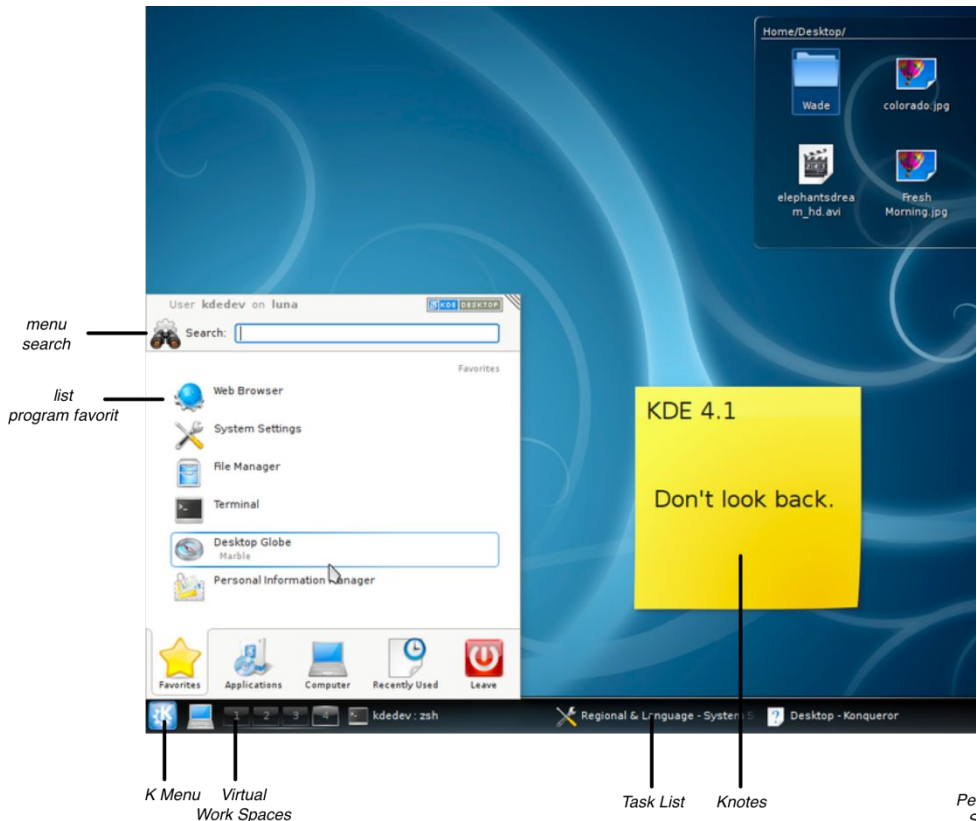 Home/Desktop/
Wade
colorado.jpg
elephantsdrea
m_hd.avi
Fresh
Morning.jpg
User kdedev on luna
KDE DESKTOP
menu
search
Search:
Favorites
list
program favorit
Web Browser
System Settings
File Manager
Terminal
Desktop Globe
Marble
Personal Information Manager
KDE 4.1
Don't look back.
Favorites
Applications
Computer
Recently Used
Leave
1 2 3 4
kdedev : zsh
Regional & Language - System S
Desktop - Konqueror
K Menu
Virtual
Work Spaces
Task List
Knotes
Pe
S